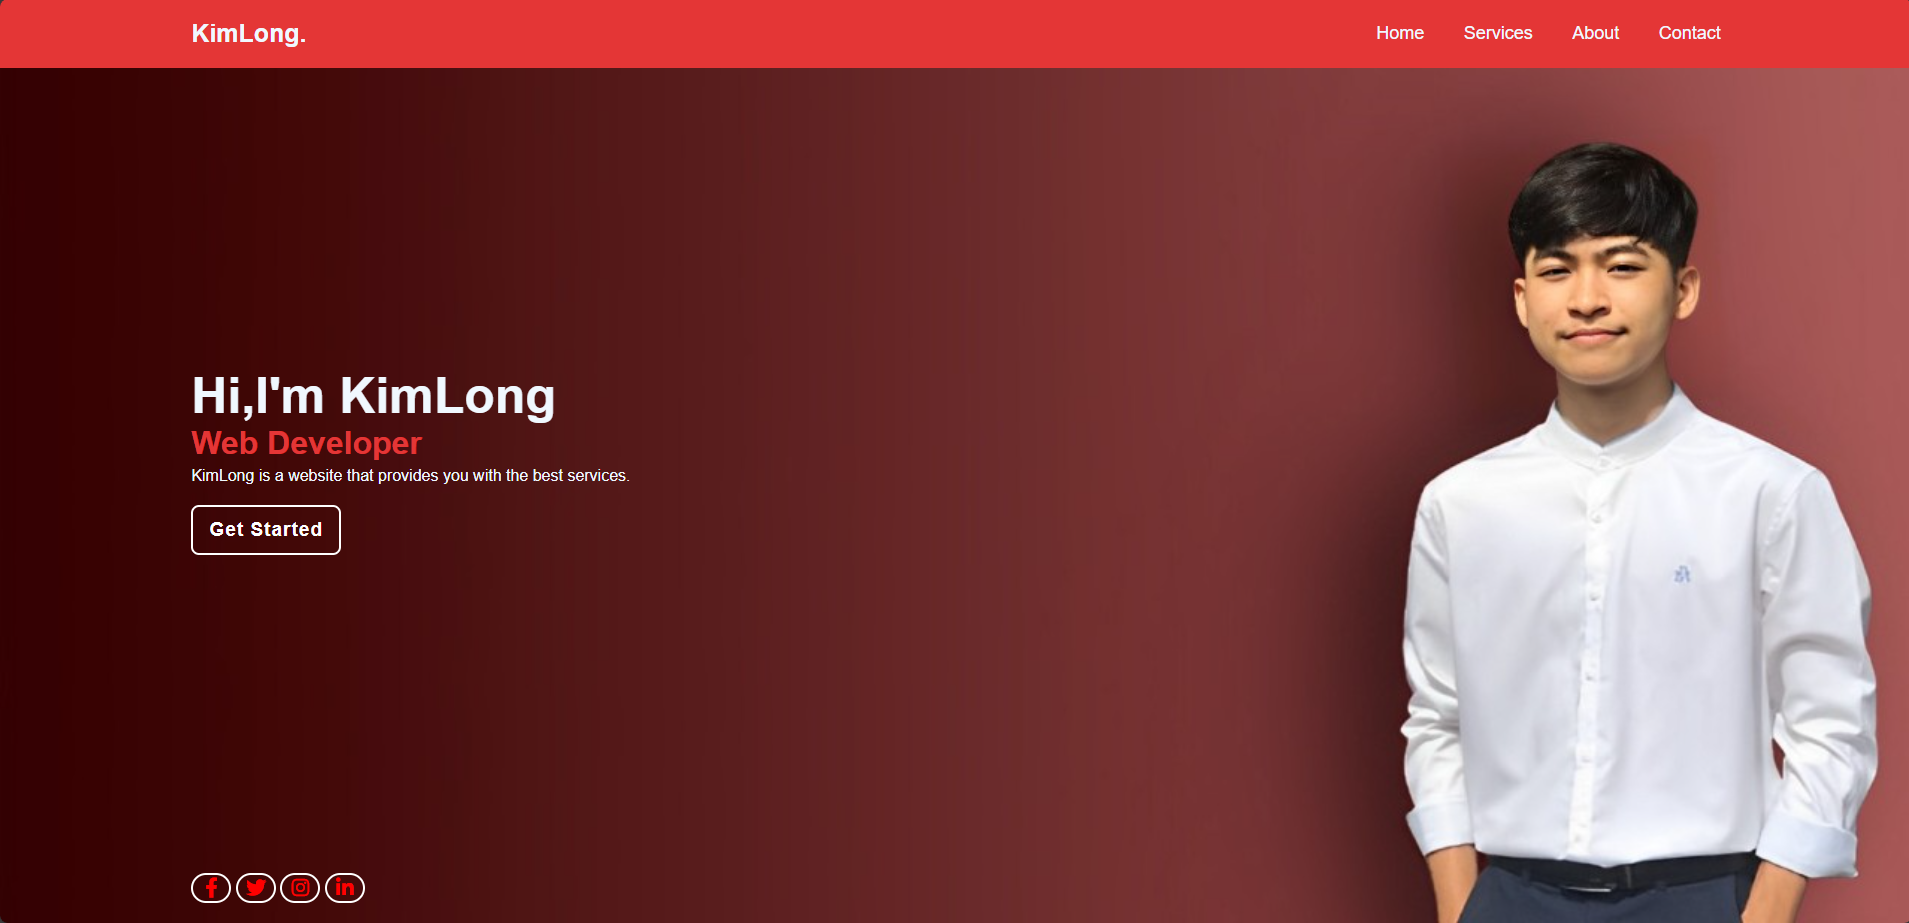 KimLong.
Home Services About Contact
Hi,I'm KimLong
Web Developer
KimLong is a website that provides you with the best services.
Get Started